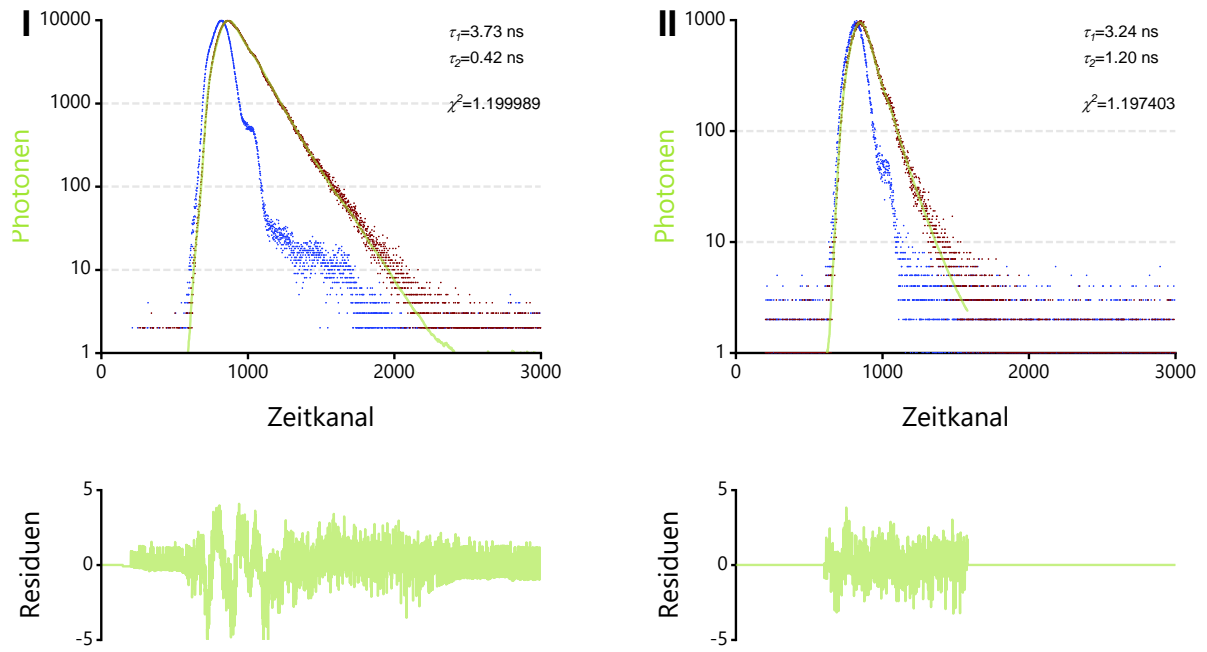 I
τ1=3.73 ns
τ2=0.42 ns
χ2=1.199989
Photonen
10000
1000
100
10
1
0
1000
2000
3000
Zeitkanal
Residuen
5
0
-5
II
τ1=3.24 ns
τ2=1.20 ns
χ2=1.197403
Photonen
1000
100
10
1
0
1000
2000
3000
Zeitkanal
Residuen
5
0
-5